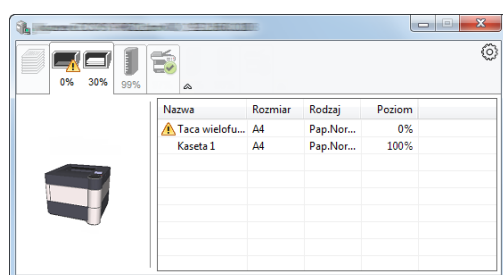 0% 30% 99%
Nazwa Rozmiar Rodzaj Poziom
Taca wielofu... A4 Pap.Nor... 0%
Kaseta 1 A4 Pap.Nor... 100%